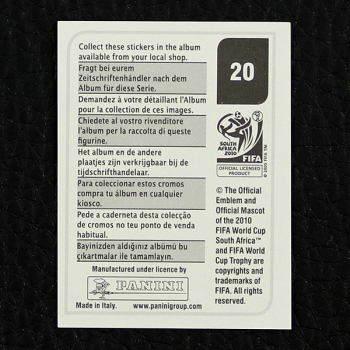 Collect these stickers in the album
available from your local shop.
Fragt bei eurem
Zeitschriftenhändler nach dem
Album für diese Serie.
Demandez à votre détaillant l'Album
pour la collection de ces images.
Chiedete al vostro rivenditore
l'album per la raccolta di queste
figurine.
Het album en de andere
plaatjes zijn verkrijgbaar bij de
tijdschrifthandelaar.
Para coleccionar estos cromos
compra tu álbum en cualquier
kiosco.
Pede a caderneta desta colecção
de cromos no teu ponto de venda
habitual.
Bayinizden aldığınız albümü bu
çıkartmalar ile tamamlayın.
Manufactured under licence by
PANINI
Made in Italy.
www.paninigroup.com
20
SOUTH AFRICA
2010
FIFA
OFFICIAL LICENSED
PRODUCT
© The Official
Emblem and
Official Mascot
of the 2010
FIFA World Cup
South Africa™
and FIFA World
Cup Trophy are
copyrights and
trademarks of
FIFA. All rights
reserved.